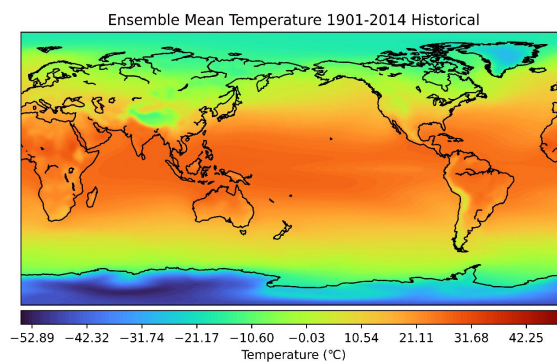 Ensemble Mean Temperature 1901-2014 Historical
−52.89 −42.32 −31.74 −21.17 −10.60 −0.03 10.54 21.11 31.68 42.25
Temperature (℃)